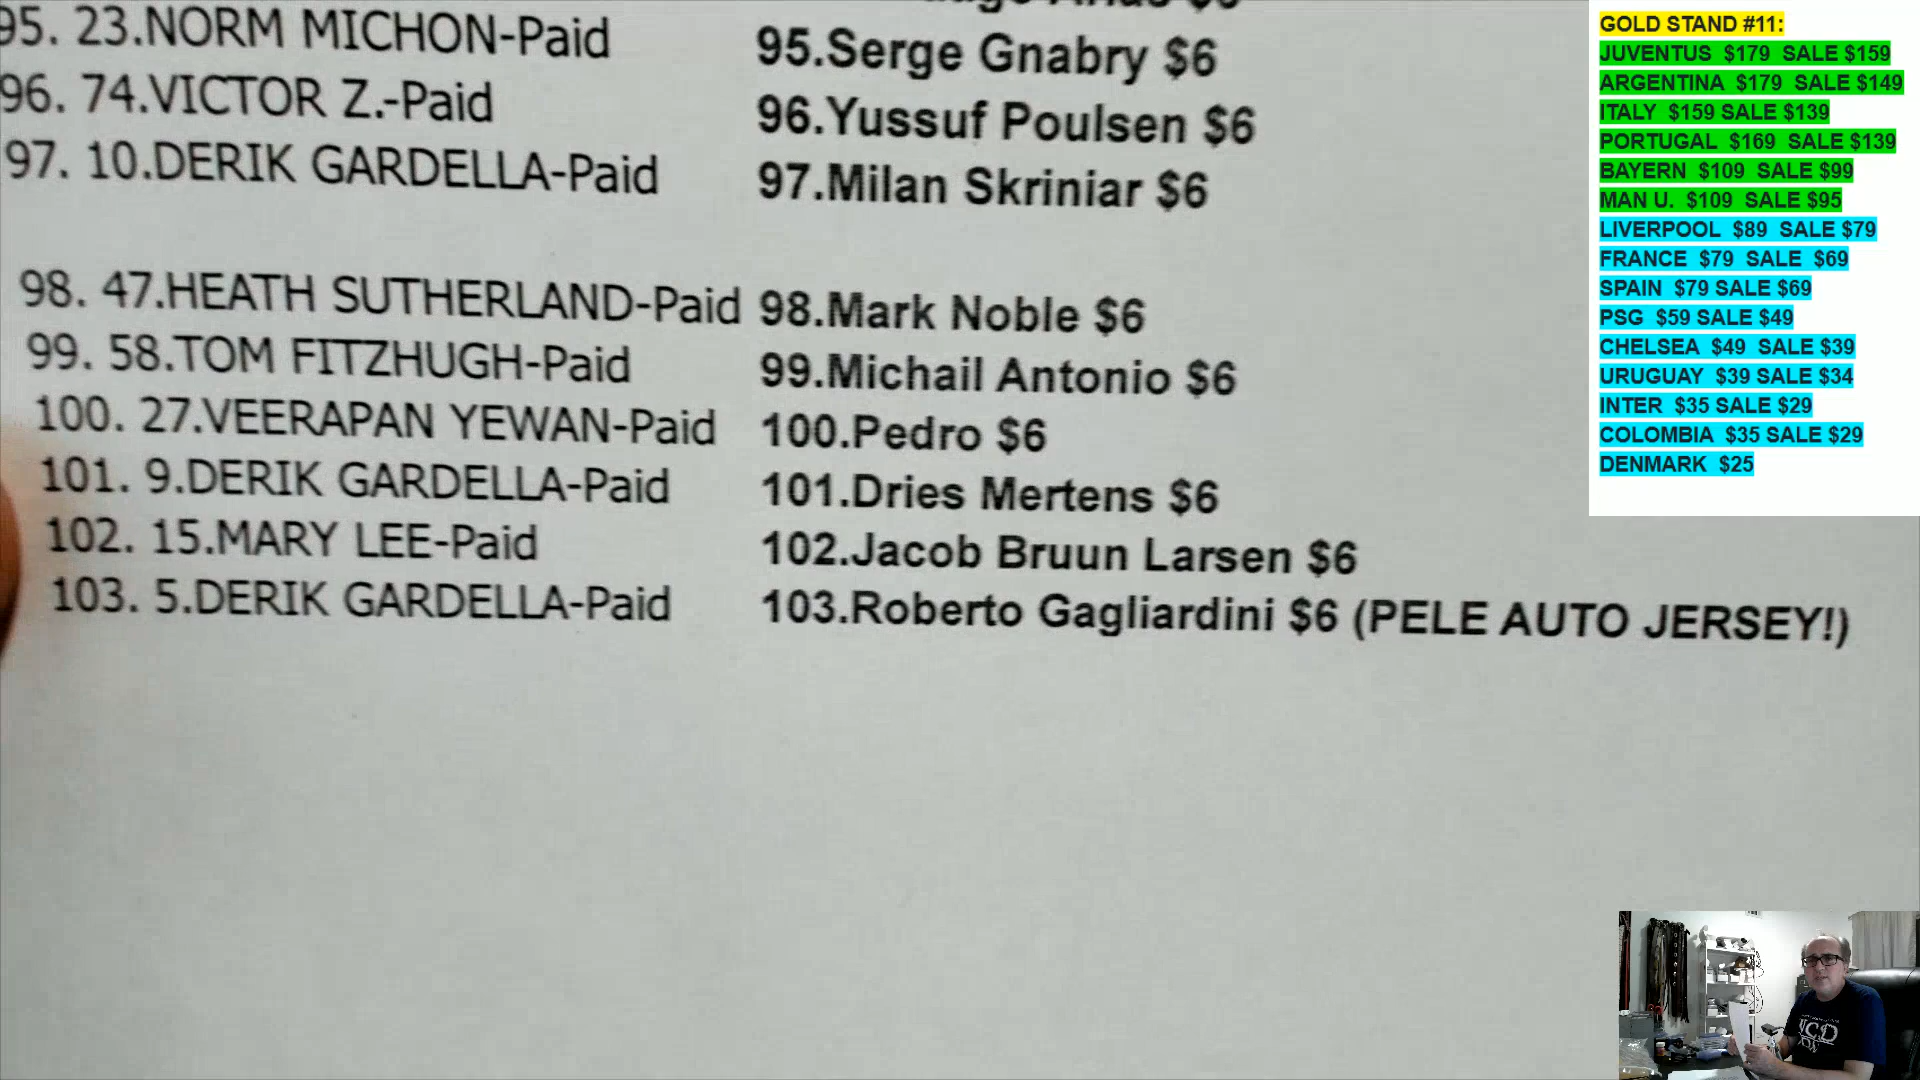 95. 23.NORM MICHON-Paid
96. 74.VICTOR Z.-Paid
97. 10.DERIK GARDELLA-Paid
98. 47.HEATH SUTHERLAND-Paid
99. 58.TOM FITZHUGH-Paid
100. 27.VEERAPAN YEWAN-Paid
101. 9.DERIK GARDELLA-Paid
102. 15.MARY LEE-Paid
103. 5.DERIK GARDELLA-Paid
95.Serge Gnabry $6
96.Yussuf Poulsen $6
97.Milan Skriniar $6
98.Mark Noble $6
99.Michail Antonio $6
100.Pedro $6
101.Dries Mertens $6
102.Jacob Bruun Larsen $6
103.Roberto Gagliardini $6 (PELE AUTO JERSEY!)
GOLD STAND #11:
JUVENTUS $179 SALE $159
ARGENTINA $179 SALE $149
ITALY $159 SALE $139
PORTUGAL $169 SALE $139
BAYERN $109 SALE $99
MAN U. $109 SALE $95
LIVERPOOL $89 SALE $79
FRANCE $79 SALE $69
SPAIN $79 SALE $69
PSG $59 SALE $49
CHELSEA $49 SALE $39
URUGUAY $39 SALE $34
INTER $35 SALE $29
COLOMBIA $35 SALE $29
DENMARK $25